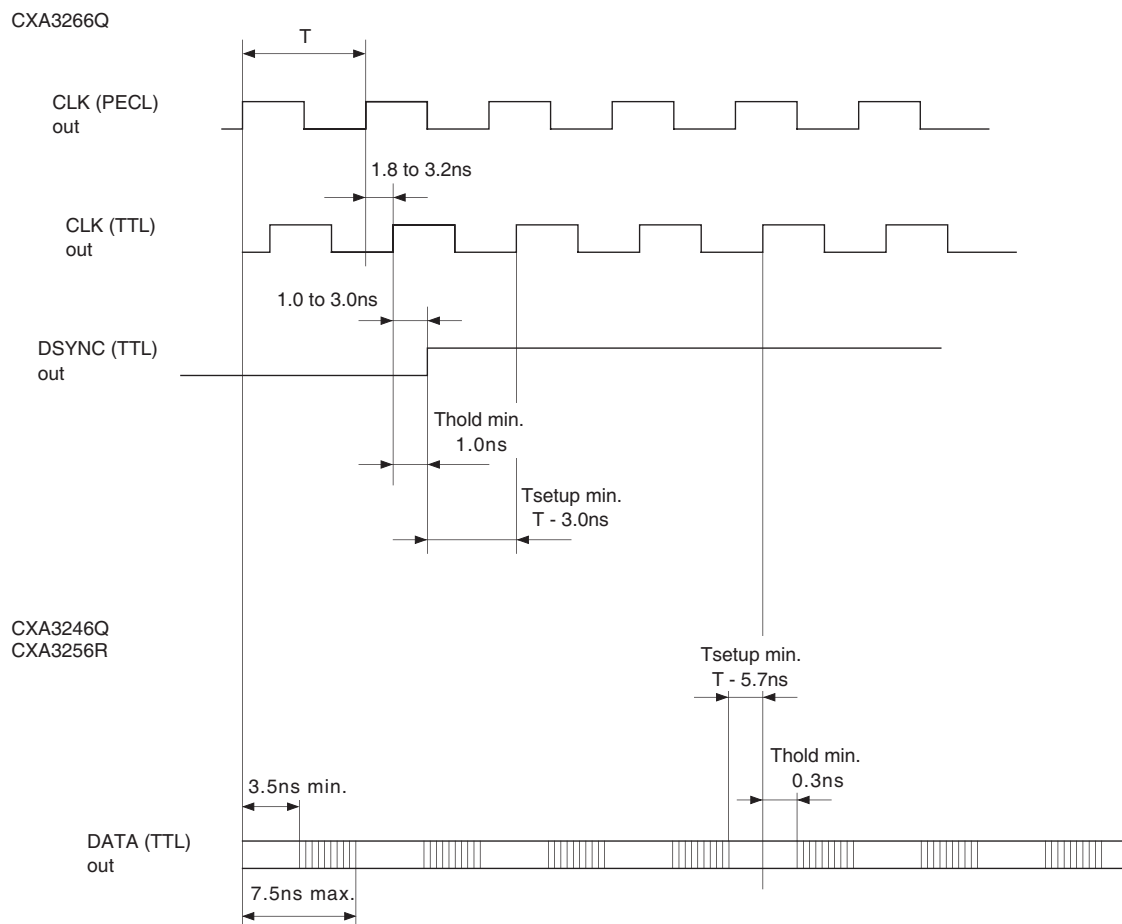 CXA3266Q
T
CLK (PECL)
out
1.8 to 3.2ns
CLK (TTL)
out
1.0 to 3.0ns
DSYNC (TTL)
out
Thold min.
1.0ns
Tsetup min.
T - 3.0ns
CXA3246Q
CXA3256R
Tsetup min.
T - 5.7ns
Thold min.
0.3ns
3.5ns min.
DATA (TTL)
out
7.5ns max.